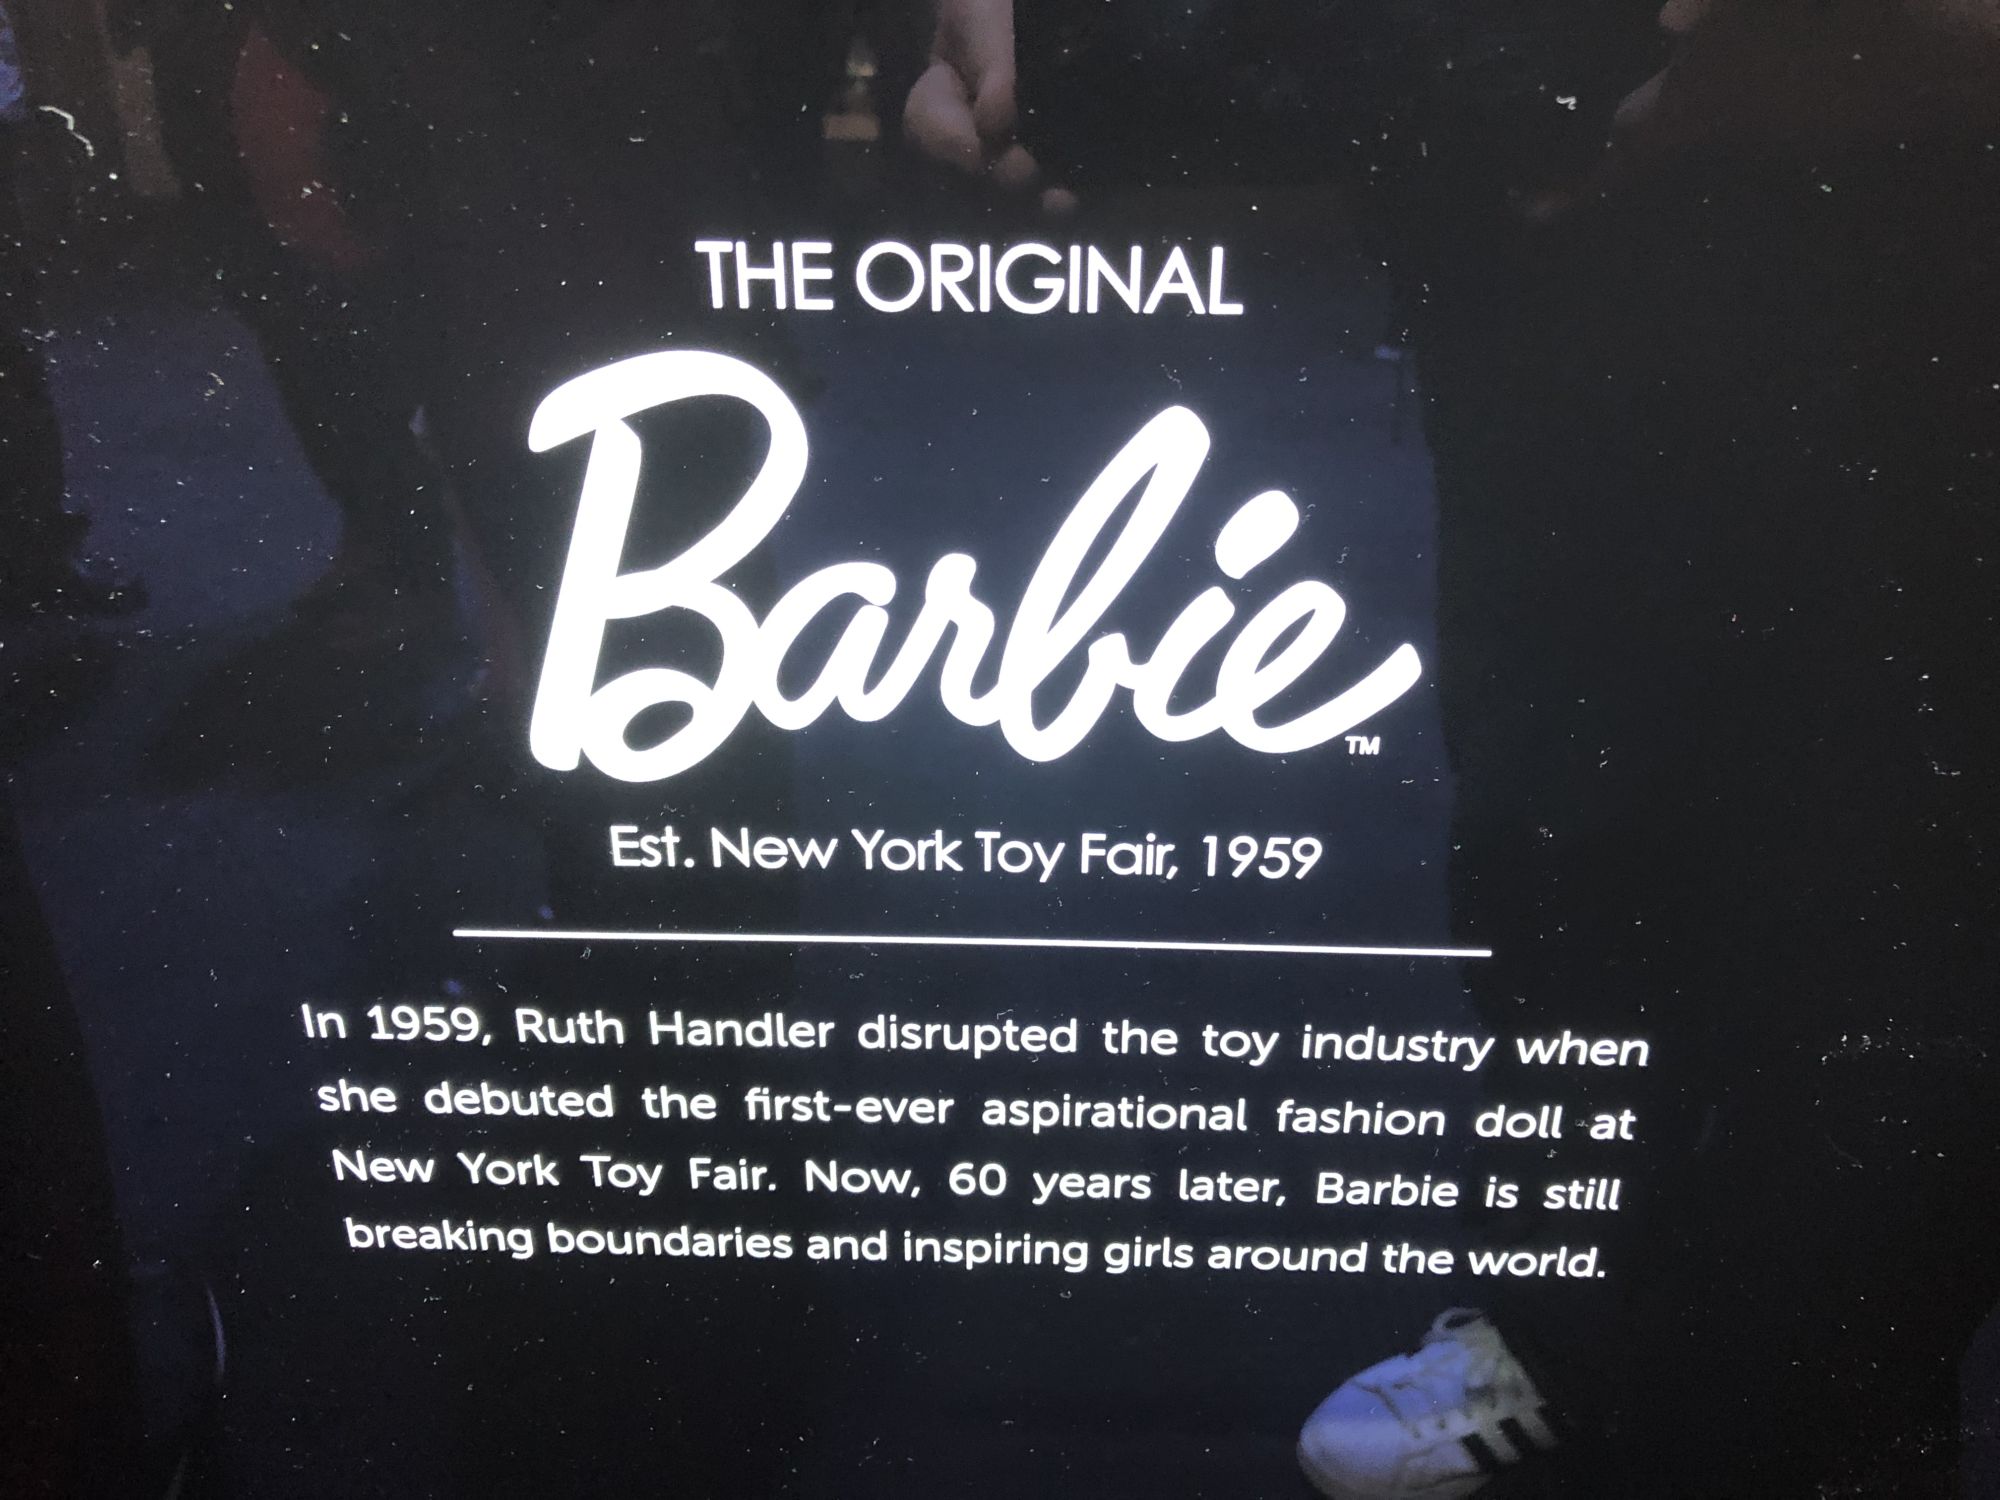 THE ORIGINAL
Barbie™
Est. New York Toy Fair, 1959
In 1959, Ruth Handler disrupted the toy industry when
she debuted the first-ever aspirational fashion doll at
New York Toy Fair. Now, 60 years later, Barbie is still
breaking boundaries and inspiring girls around the world.